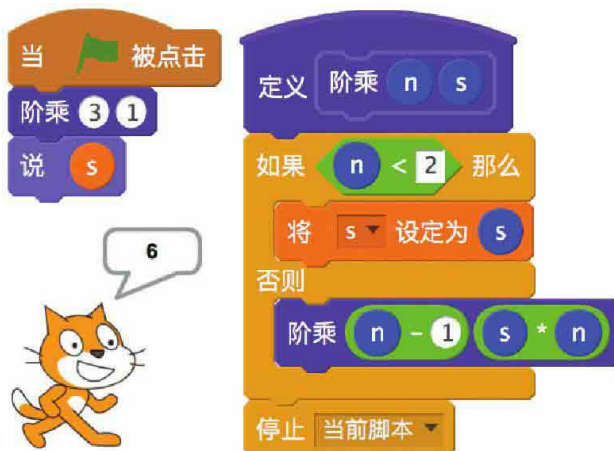 当 被点击
阶乘 3 1
说 s
6
定义 阶乘 n s
如果 n < 2 那么
将 s 设定为 s
否则
阶乘 n - 1 s * n
停止 当前脚本